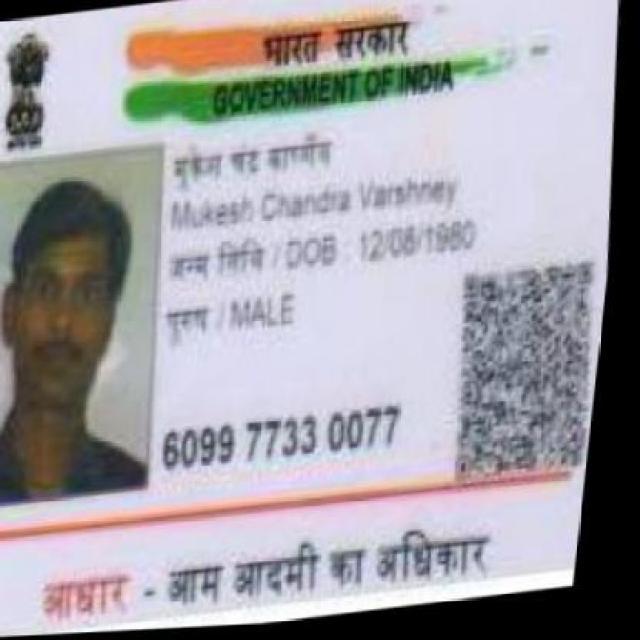 भारत सरकार
GOVERNMENT OF INDIA
मुकेश चंद्र वार्ष्णेय
Mukesh Chandra Varshney
जन्म तिथि / DOB : 12/08/1980
पुरुष / MALE
6099 7733 0077
आधार - आम आदमी का अधिकार